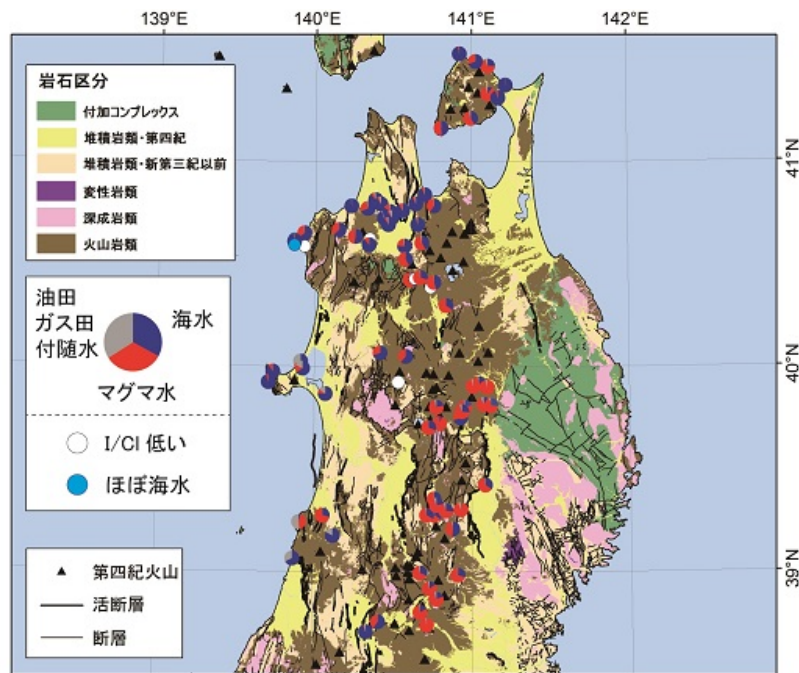 139°E
140°E
141°E
142°E
岩石区分
付加コンプレックス
堆積岩類・第四紀
堆積岩類・新第三紀以前
変性岩類
深成岩類
火山岩類
油田
ガス田
付随水
海水
マグマ水
I/Cl 低い
ほぼ海水
第四紀火山
活断層
断層
41°N
40°N
39°N